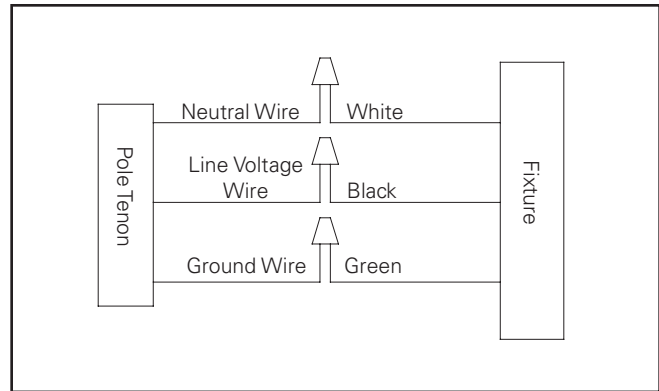 Neutral Wire
White
Line Voltage
Wire
Black
Ground Wire
Green
Pole Tenon
Fixture